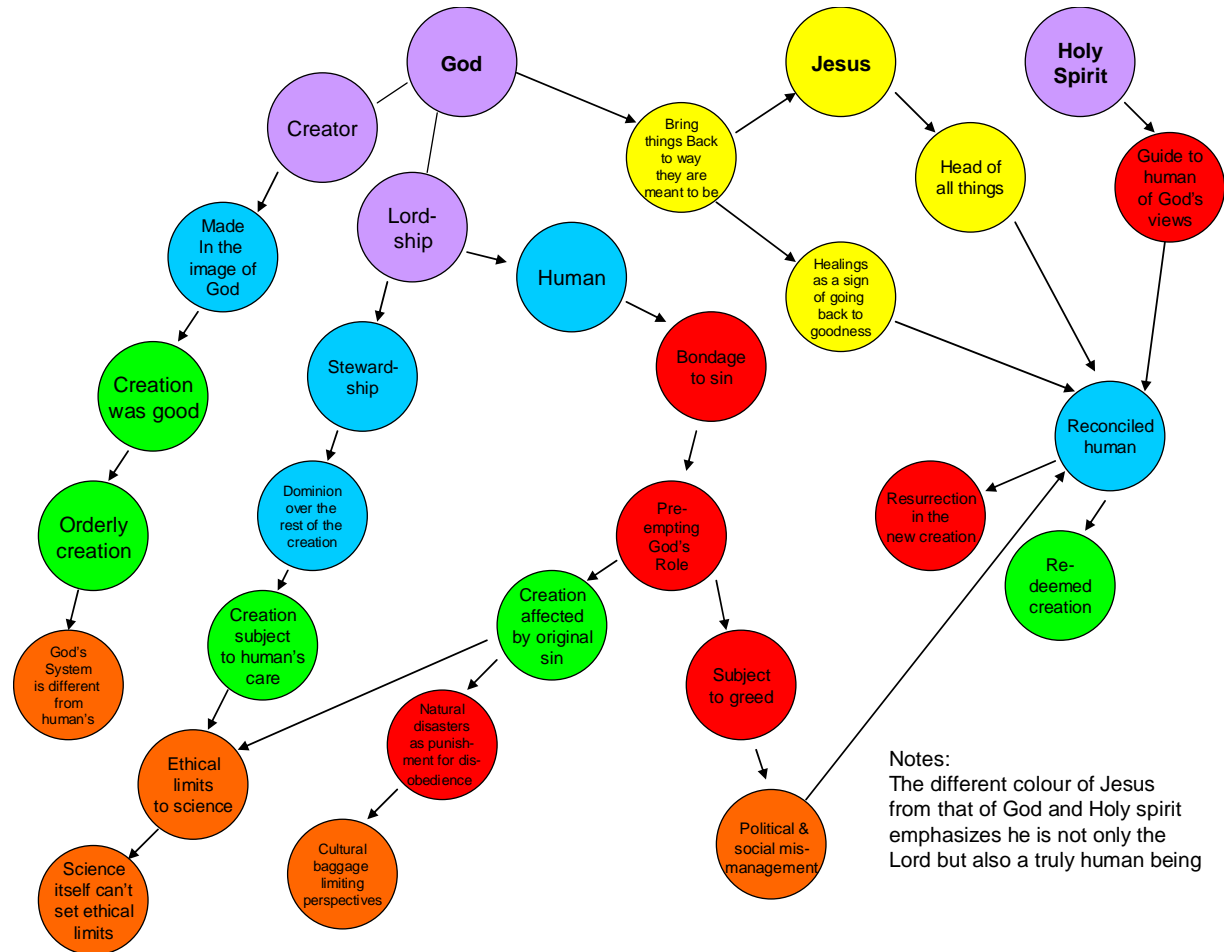 God
Jesus
Holy
Spirit
Creator
Bring
things Back
to way
they are
meant to be
Head of
all things
Guide to
human
of God's
views
Made
In the
image of
God
Lord-
ship
Human
Healings
as a sign
of going
back to
goodness
Creation
was good
Steward-
ship
Bondage
to sin
Reconciled
human
Orderly
creation
Dominion
over the
rest of the
creation
Pre-
empting
God's
Role
Resurrection
in the
new creation
Re-
deemed
creation
God's
System
is different
from
human's
Creation
subject
to human's
care
Creation
affected
by original
sin
Subject
to greed
Ethical
limits
to science
Natural
disasters
as punish-
ment for dis-
obedience
Political &
social mis-
management
Science
itself can't
set ethical
limits
Cultural
baggage
limiting
perspectives
Notes:
The different colour of Jesus
from that of God and Holy spirit
emphasizes he is not only the
Lord but also a truly human being